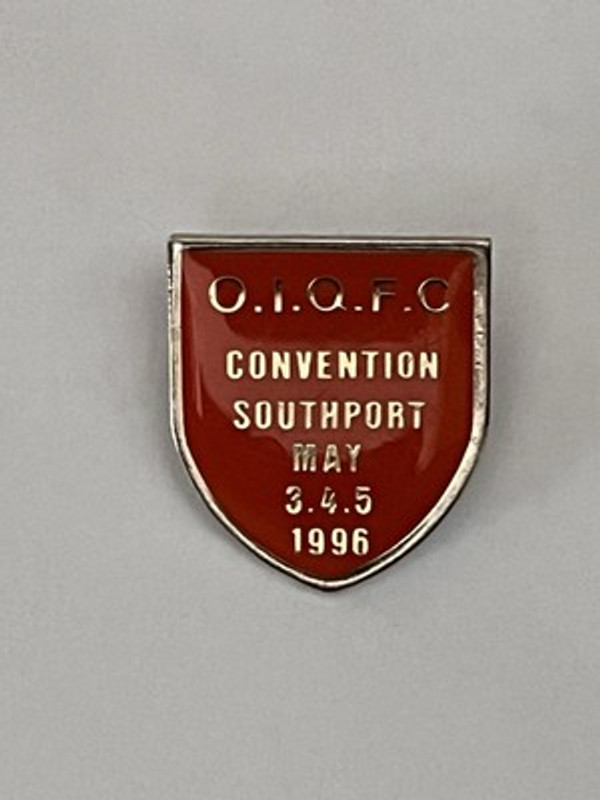 O.I.Q.F.C
CONVENTION
SOUTHPORT
MAY
3.4.5
1996